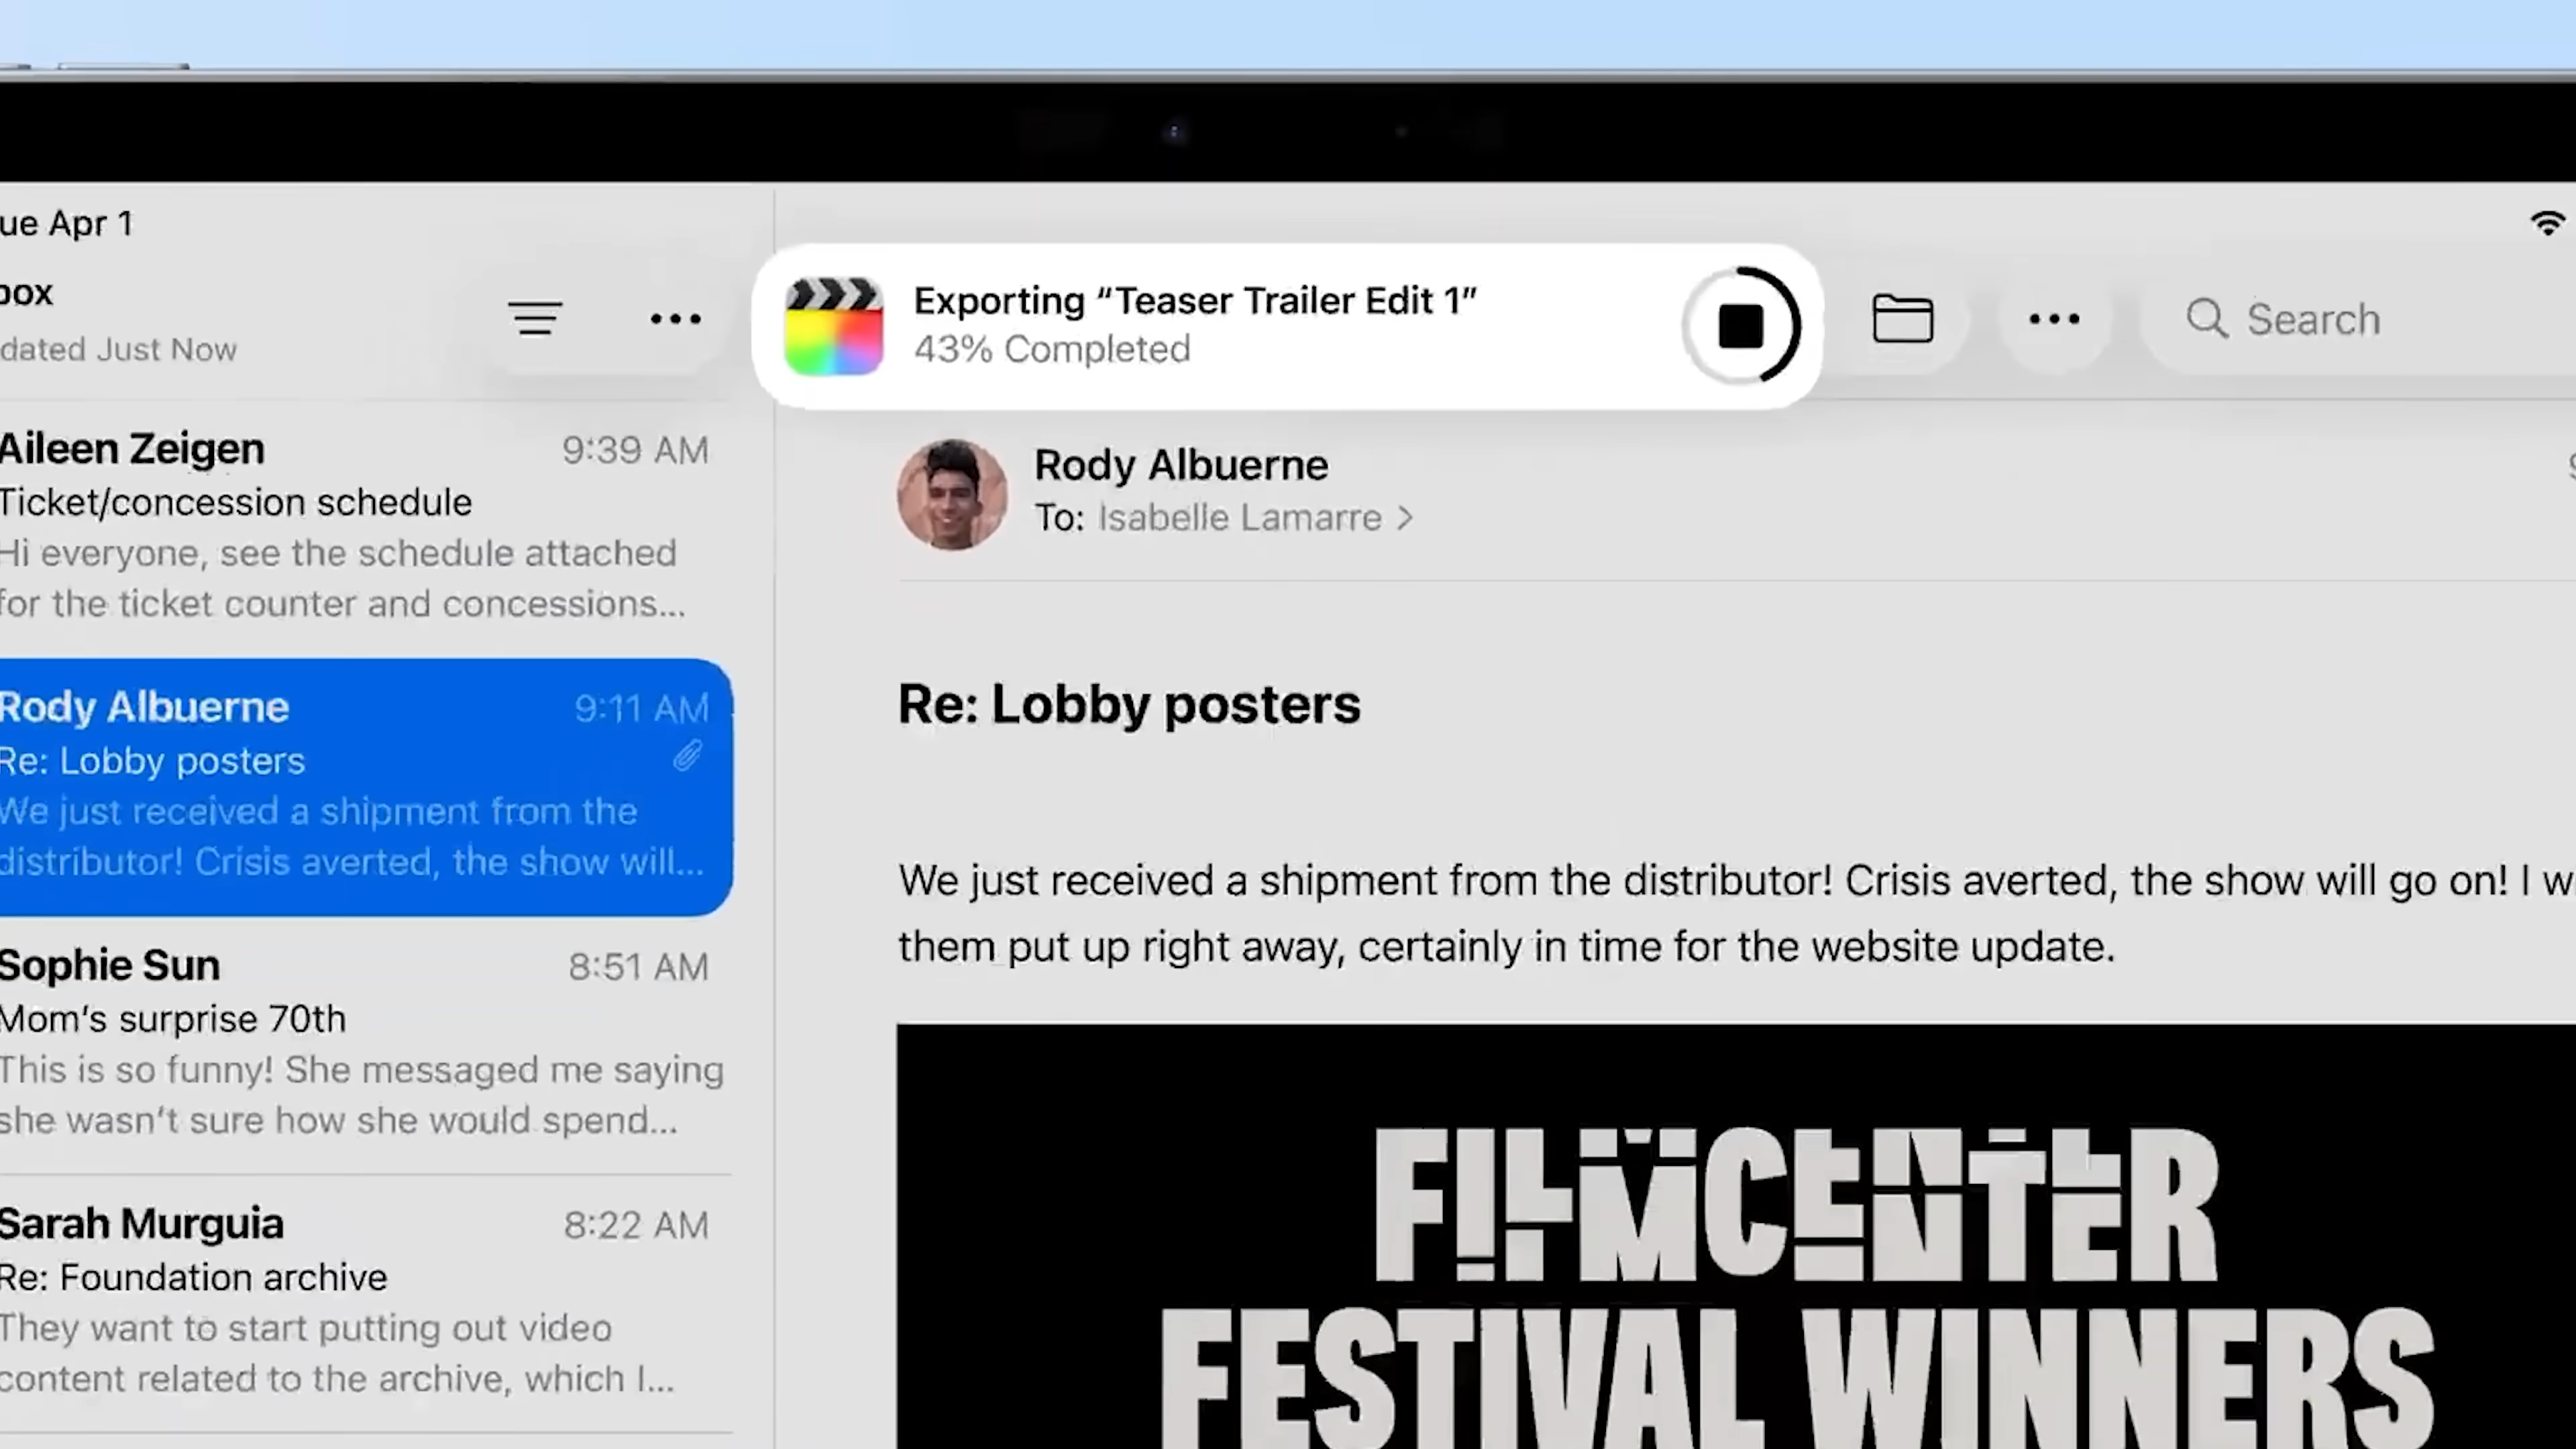 ue Apr 1
box
dated Just Now
Exporting “Teaser Trailer Edit 1”
43% Completed
Search
Aileen Zeigen 9:39 AM
Ticket/concession schedule
Hi everyone, see the schedule attached
for the ticket counter and concessions...
Rody Albuerne 9:11 AM
Re: Lobby posters
We just received a shipment from the
distributor! Crisis averted, the show will...
Sophie Sun 8:51 AM
Mom’s surprise 70th
This is so funny! She messaged me saying
she wasn’t sure how she would spend...
Sarah Murguia 8:22 AM
Re: Foundation archive
They want to start putting out video
content related to the archive, which I...
Rody Albuerne
To: Isabelle Lamarre >
Re: Lobby posters
We just received a shipment from the distributor! Crisis averted, the show will go on! I w
them put up right away, certainly in time for the website update.
FILMCENTER
FESTIVAL WINNERS